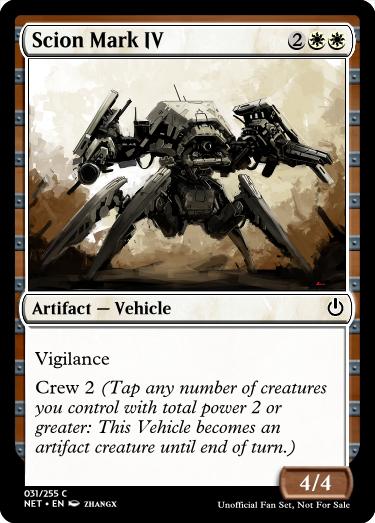 Scion Mark IV 2
Artifact — Vehicle
Vigilance
Crew 2 (Tap any number of creatures
you control with total power 2 or
greater: This Vehicle becomes an
artifact creature until end of turn.)
4/4
031/255 C
NET • EN ZHANGX
Unofficial Fan Set, Not For Sale